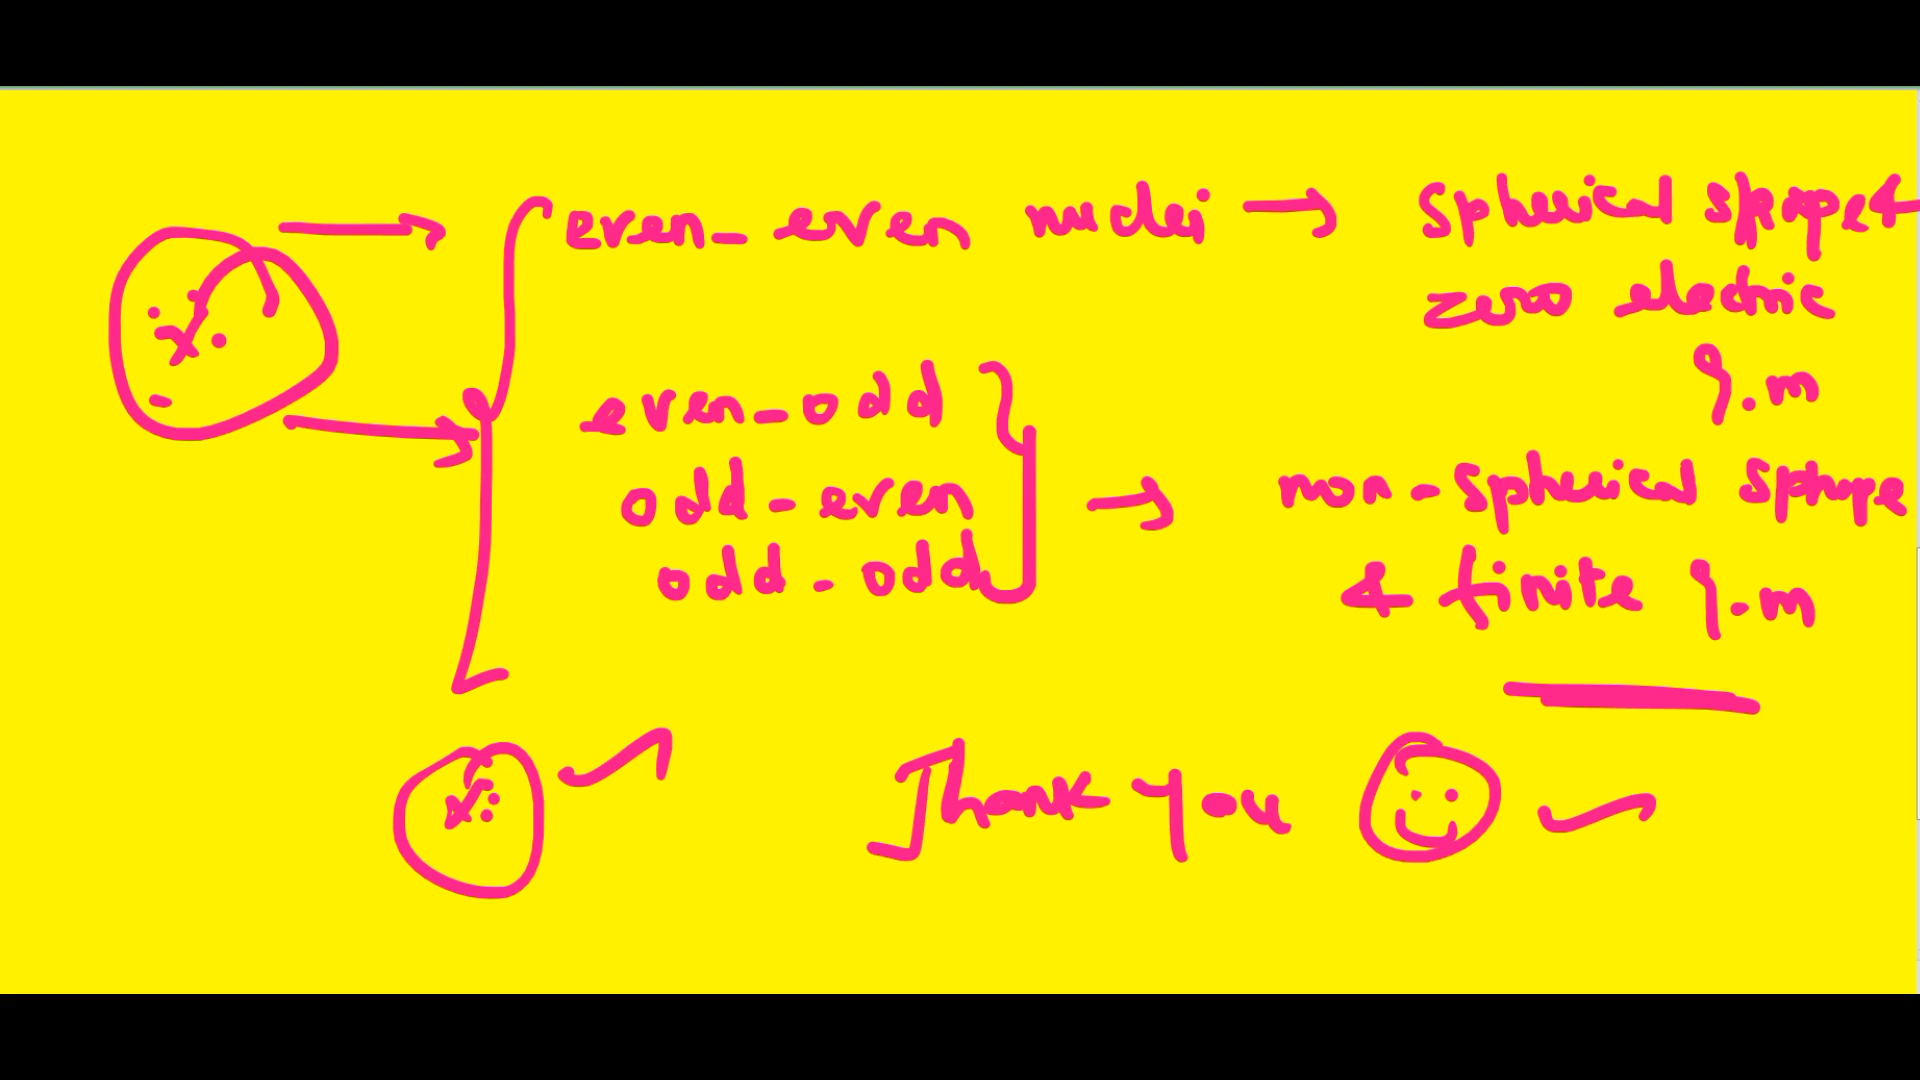 even-even nuclei → spherical shape &
zero electric
q.m
even-odd
odd-even
odd-odd
→ non-spherical shape
& finite q.m
Thank you